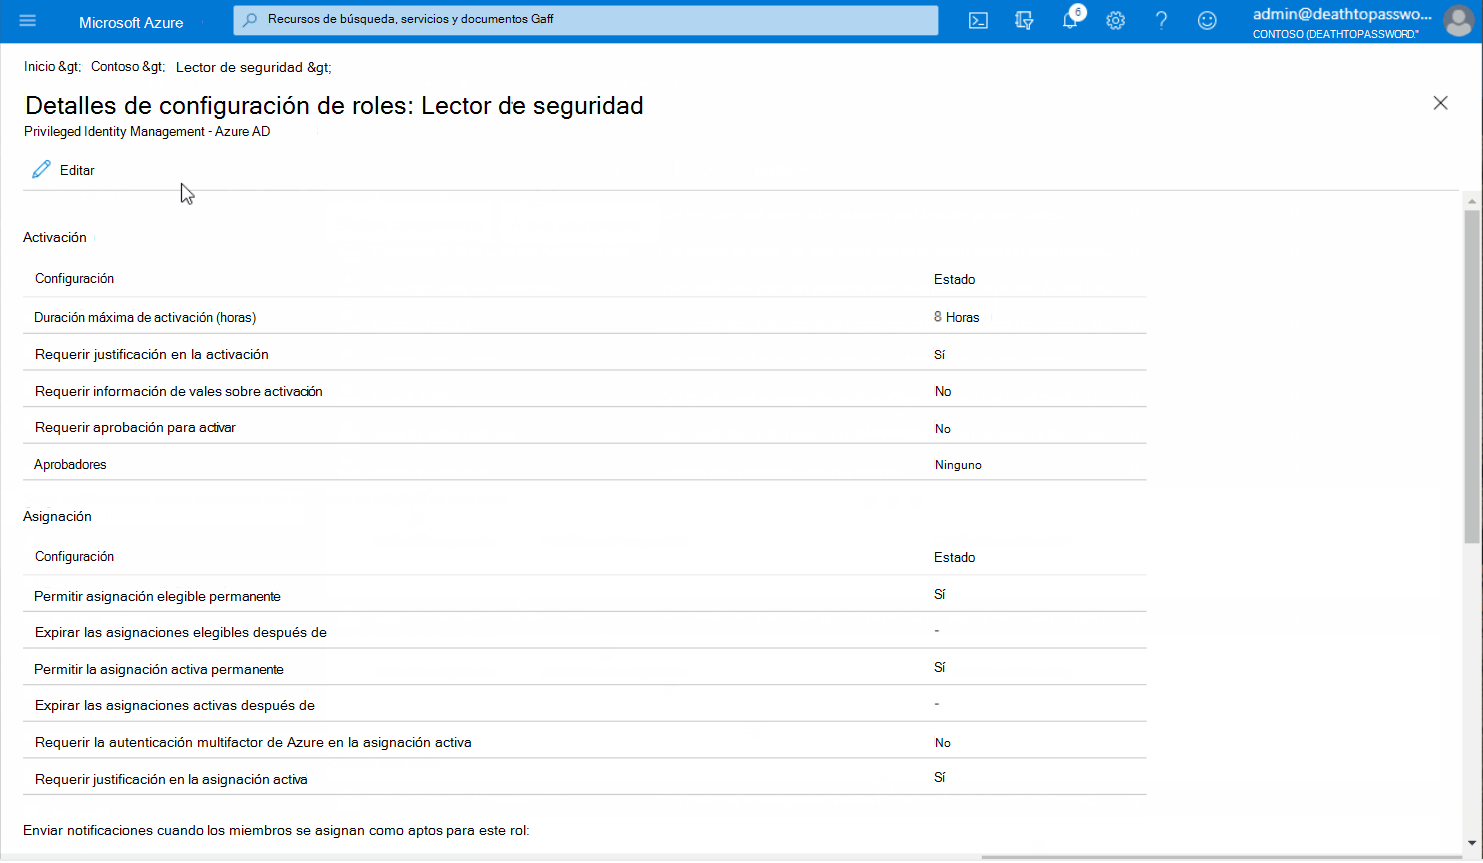 Microsoft Azure
Recursos de búsqueda, servicios y documentos Gaff
6
admin@deathtopasswo...
CONTOSO (DEATHTOPASSWORD.*
Inicio &gt; Contoso &gt; Lector de seguridad &gt;
Detalles de configuración de roles: Lector de seguridad
Privileged Identity Management - Azure AD
Editar
Activación
Configuración Estado
Duración máxima de activación (horas) 8 Horas
Requerir justificación en la activación Sí
Requerir información de vales sobre activación No
Requerir aprobación para activar No
Aprobadores Ninguno
Asignación
Configuración Estado
Permitir asignación elegible permanente Sí
Expirar las asignaciones elegibles después de -
Permitir la asignación activa permanente Sí
Expirar las asignaciones activas después de -
Requerir la autenticación multifactor de Azure en la asignación activa No
Requerir justificación en la asignación activa Sí
Enviar notificaciones cuando los miembros se asignan como aptos para este rol: